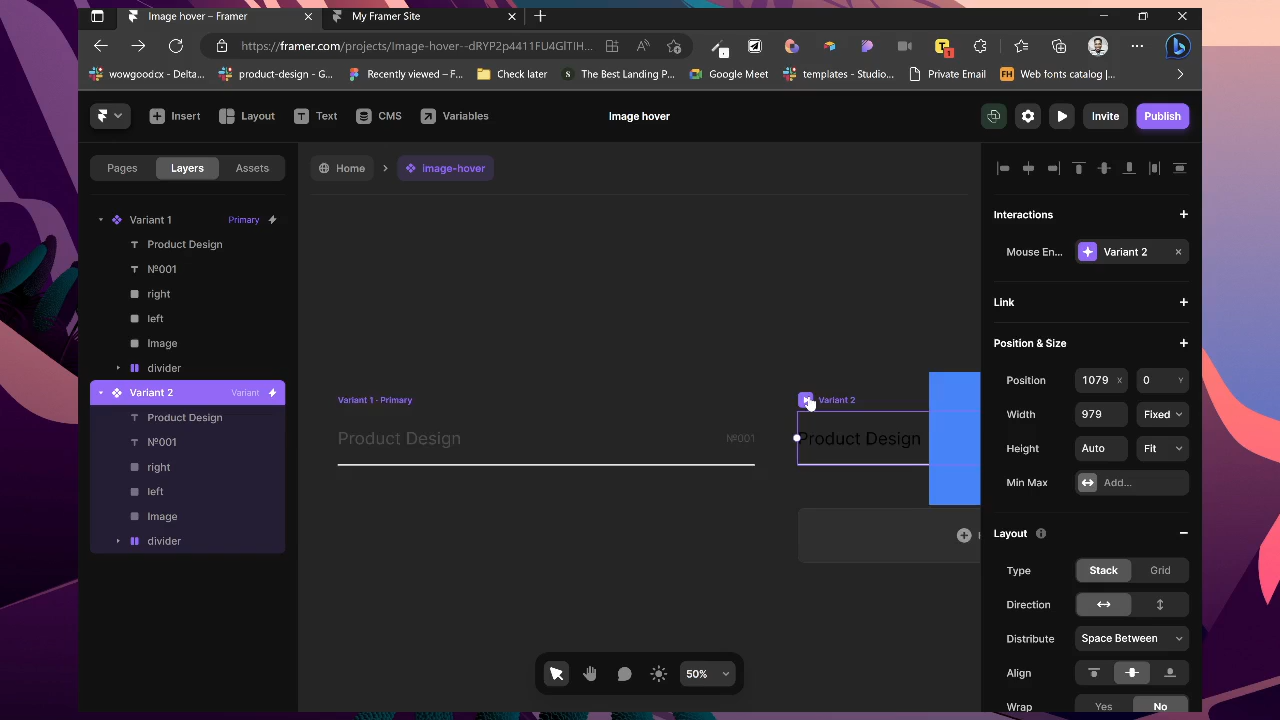 Image hover – Framer
My Framer Site
https://framer.com/projects/Image-hover--dRYP2p4411FU4GlTIH...
wowgoodcx – Delta...
product-design – G...
Recently viewed – F...
Check later
The Best Landing P...
Google Meet
templates – Studio...
Private Email
Web fonts catalog |...
Insert
Layout
Text
CMS
Variables
Image hover
Invite
Publish
Pages
Layers
Assets
Home
image-hover
Variant 1
Primary
Product Design
№001
right
left
Image
divider
Variant 2
Variant
Product Design
№001
right
left
Image
divider
Variant 1 · Primary
Product Design
№001
Variant 2
Product Design
50%
Interactions
Mouse En...
Variant 2
Link
Position & Size
Position
1079 X
0 Y
Width
979
Fixed
Height
Auto
Fit
Min Max
Add...
Layout
Type
Stack
Grid
Direction
Distribute
Space Between
Align
Wrap
Yes
No